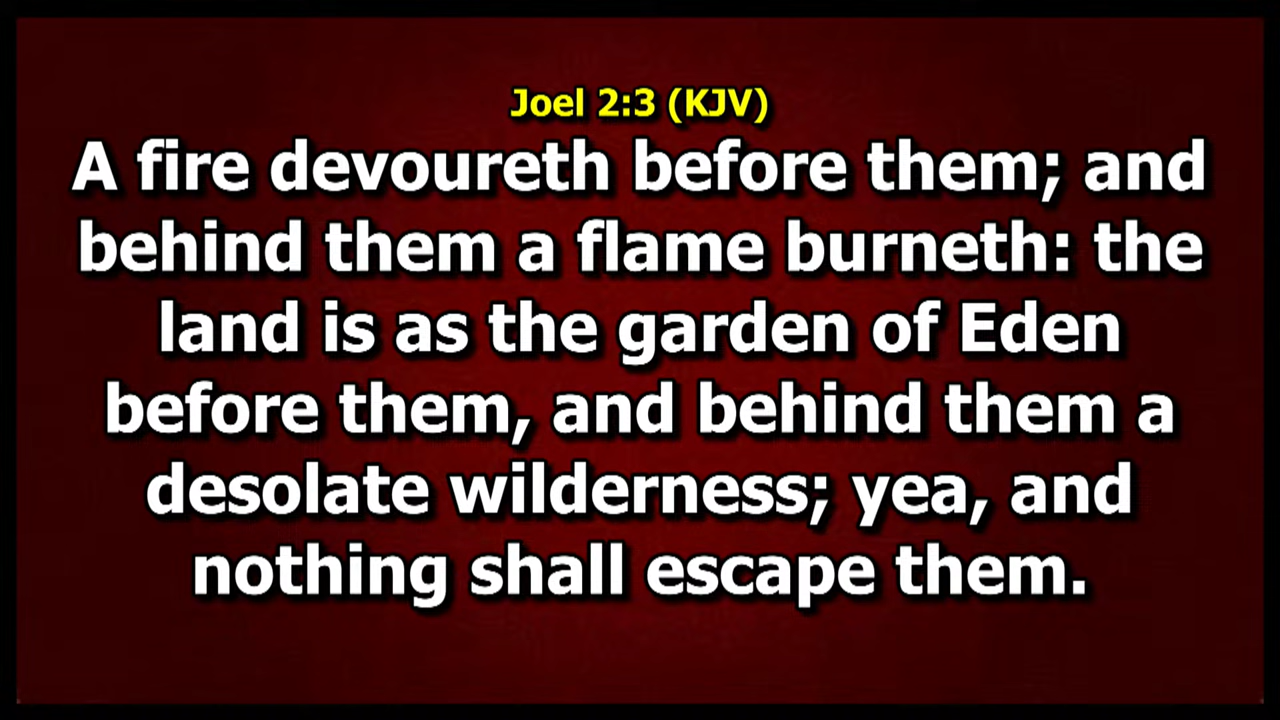 Joel 2:3 (KJV)
A fire devoureth before them; and
behind them a flame burneth: the
land is as the garden of Eden
before them, and behind them a
desolate wilderness; yea, and
nothing shall escape them.